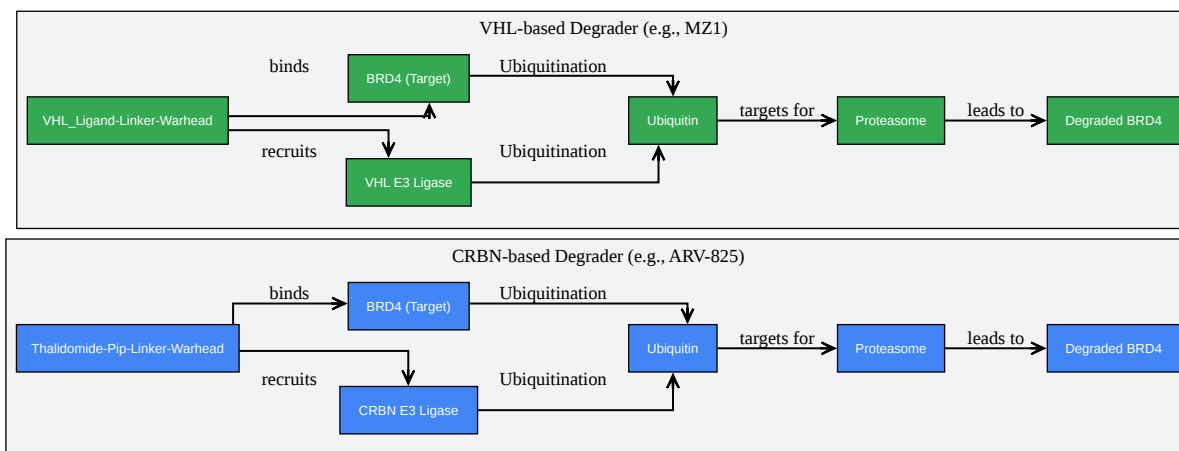 VHL-based Degrader (e.g., MZ1)
binds
BRD4 (Target)
Ubiquitination
VHL_Ligand-Linker-Warhead
Ubiquitin
targets for
Proteasome
leads to
Degraded BRD4
recruits
VHL E3 Ligase
Ubiquitination
CRBN-based Degrader (e.g., ARV-825)
binds
BRD4 (Target)
Ubiquitination
Thalidomide-Pip-Linker-Warhead
Ubiquitin
targets for
Proteasome
leads to
Degraded BRD4
recruits
CRBN E3 Ligase
Ubiquitination